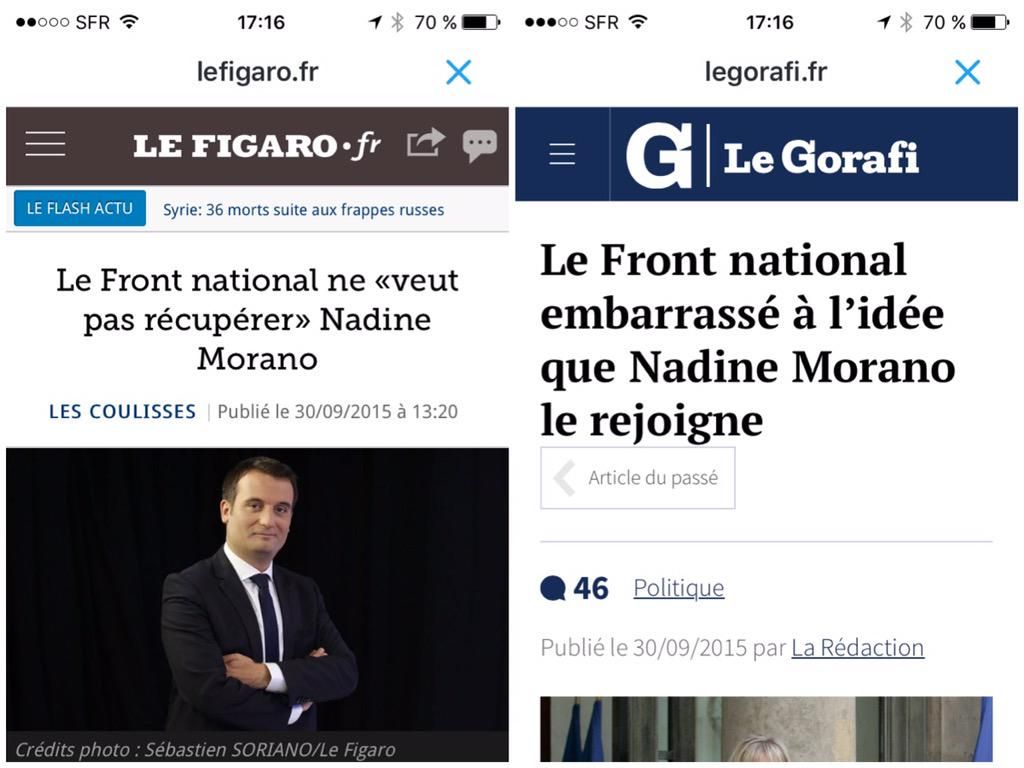 SFR 17:16 70 %
lefigaro.fr
LE FIGARO·fr
LE FLASH ACTU Syrie: 36 morts suite aux frappes russes
Le Front national ne «veut
pas récupérer» Nadine
Morano
LES COULISSES | Publié le 30/09/2015 à 13:20
Crédits photo : Sébastien SORIANO/Le Figaro
SFR 17:16 70 %
legorafi.fr
G | Le Gorafi
Le Front national
embarrassé à l’idée
que Nadine Morano
le rejoigne
Article du passé
46 Politique
Publié le 30/09/2015 par La Rédaction